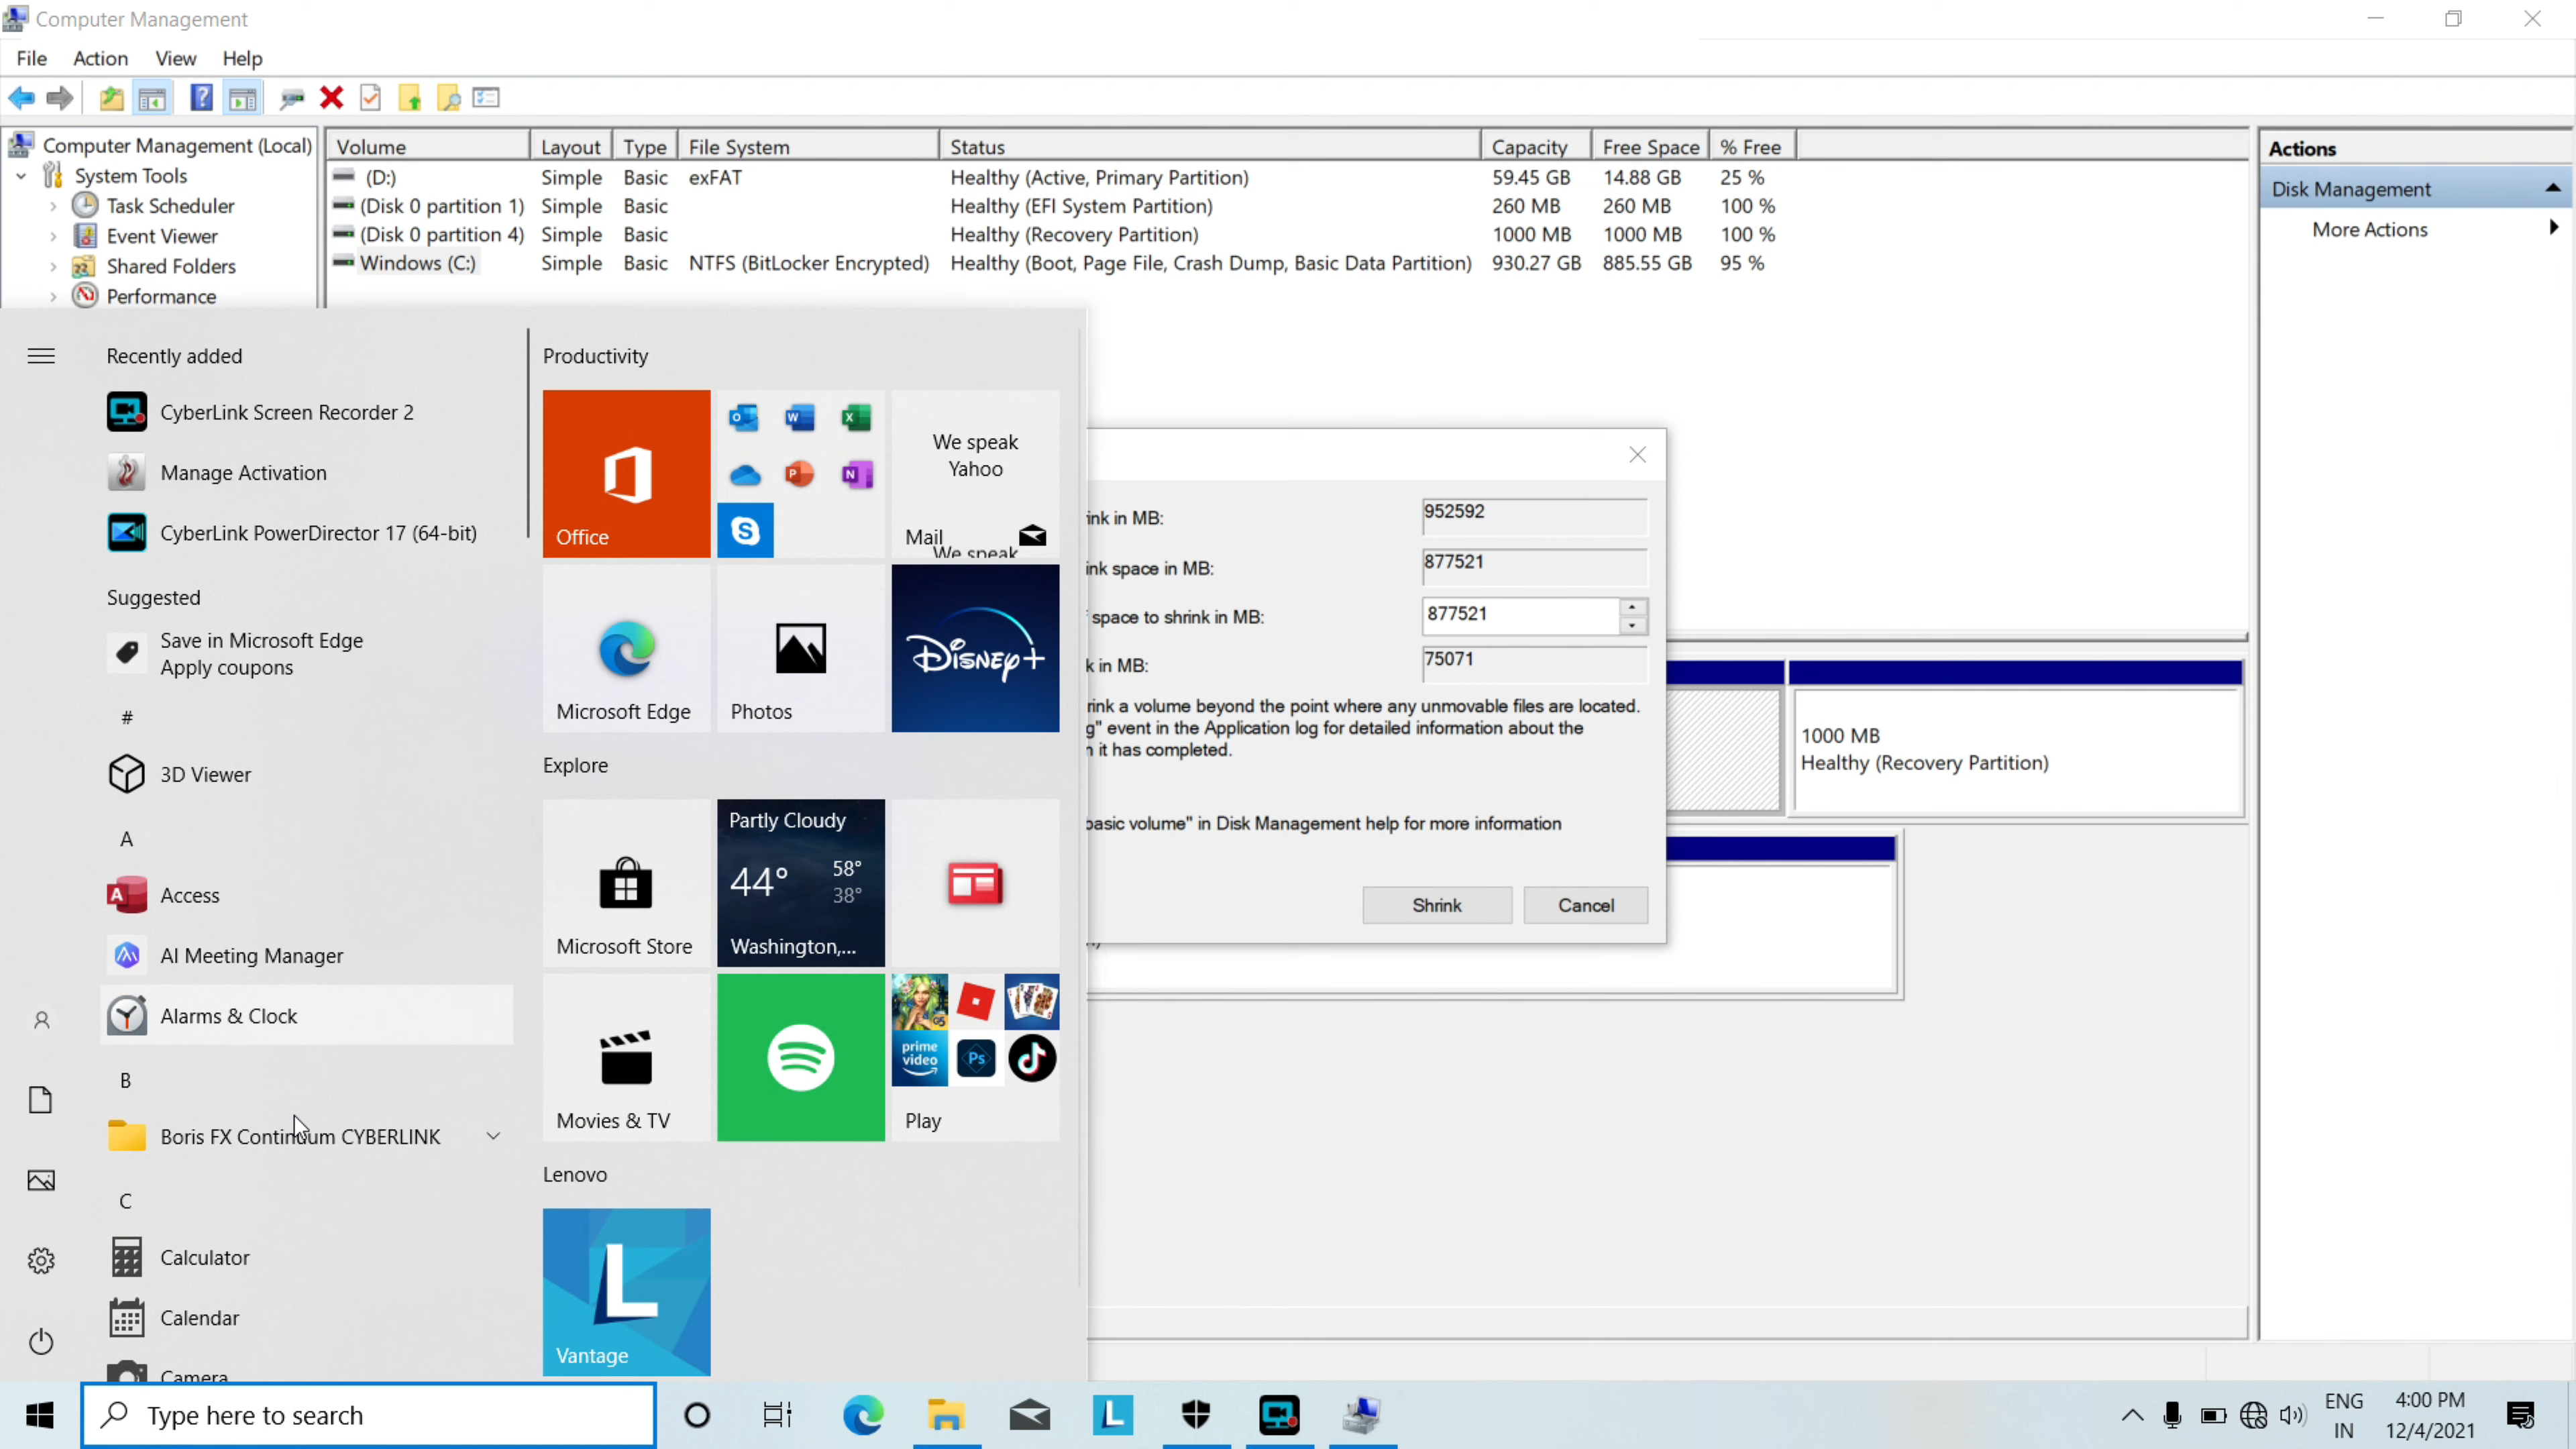 Computer Management
File Action View Help
Computer Management (Local)
System Tools
Task Scheduler
Event Viewer
Shared Folders
Performance
Volume Layout Type File System Status Capacity Free Space % Free
(D:) Simple Basic exFAT Healthy (Active, Primary Partition) 59.45 GB 14.88 GB 25 %
(Disk 0 partition 1) Simple Basic Healthy (EFI System Partition) 260 MB 260 MB 100 %
(Disk 0 partition 4) Simple Basic Healthy (Recovery Partition) 1000 MB 1000 MB 100 %
Windows (C:) Simple Basic NTFS (BitLocker Encrypted) Healthy (Boot, Page File, Crash Dump, Basic Data Partition) 930.27 GB 885.55 GB 95 %
Actions
Disk Management
More Actions
Recently added
CyberLink Screen Recorder 2
Manage Activation
CyberLink PowerDirector 17 (64-bit)
Suggested
Save in Microsoft Edge
Apply coupons
#
3D Viewer
A
Access
AI Meeting Manager
Alarms & Clock
B
Boris FX Continuum CYBERLINK
C
Calculator
Calendar
Camera
Productivity
Office
We speak
Yahoo
Mail
We speak
Microsoft Edge
Photos
Disney+
Explore
Microsoft Store
Partly Cloudy
44° 58°
38°
Washington,...
Movies & TV
prime
video
Ps
Play
Lenovo
L
Vantage
ink in MB: 952592
ink space in MB: 877521
space to shrink in MB: 877521
k in MB: 75071
rink a volume beyond the point where any unmovable files are located.
g" event in the Application log for detailed information about the
n it has completed.
basic volume" in Disk Management help for more information
Shrink Cancel
1000 MB
Healthy (Recovery Partition)
Type here to search
L
ENG
IN
4:00 PM
12/4/2021